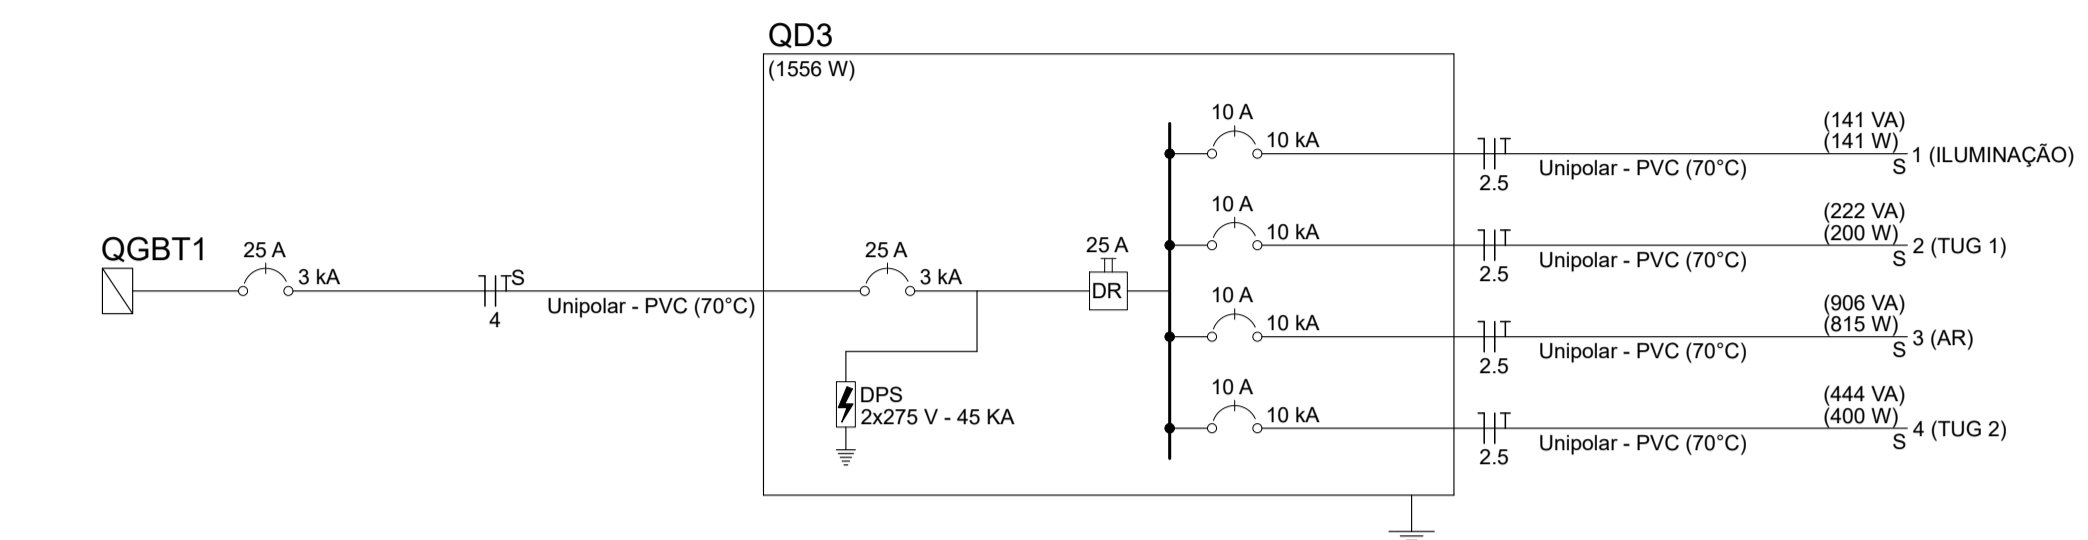 QD3
(1556 W)
QGBT1
25 A
3 kA
S
4
Unipolar - PVC (70°C)
25 A
3 kA
DPS
2x275 V - 45 KA
25 A
DR
10 A
10 kA
2.5
Unipolar - PVC (70°C)
(141 VA)
(141 W)
S
1 (ILUMINAÇÃO)
10 A
10 kA
2.5
Unipolar - PVC (70°C)
(222 VA)
(200 W)
S
2 (TUG 1)
10 A
10 kA
2.5
Unipolar - PVC (70°C)
(906 VA)
(815 W)
S
3 (AR)
10 A
10 kA
2.5
Unipolar - PVC (70°C)
(444 VA)
(400 W)
S
4 (TUG 2)